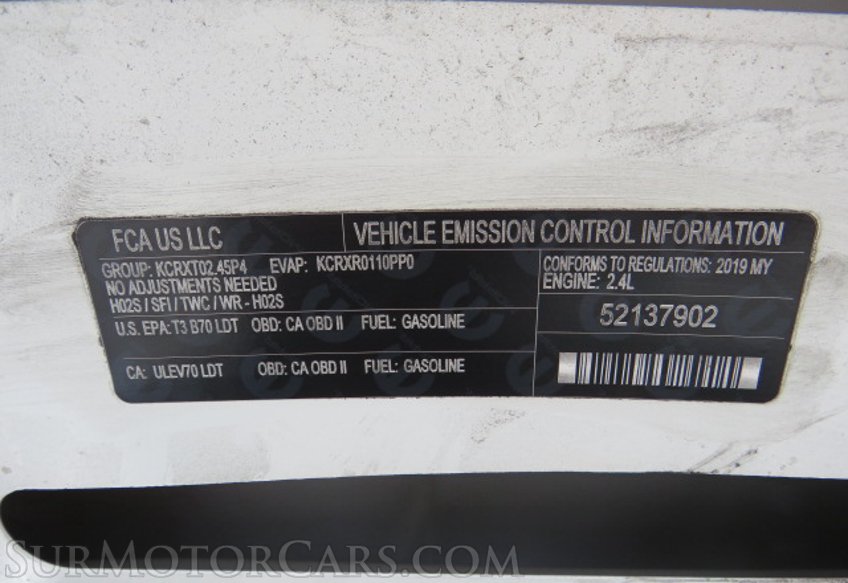 FCA US LLC
VEHICLE EMISSION CONTROL INFORMATION
GROUP: KCRXT02.45P4 EVAP: KCRXR0110PP0
NO ADJUSTMENTS NEEDED
H02S / SFI / TWC / WR - H02S
U.S. EPA: T3 B70 LDT OBD: CA OBD II FUEL: GASOLINE
CA: ULEV70 LDT OBD: CA OBD II FUEL: GASOLINE
CONFORMS TO REGULATIONS: 2019 MY
ENGINE: 2.4L
52137902
SURMOTORCARS.COM